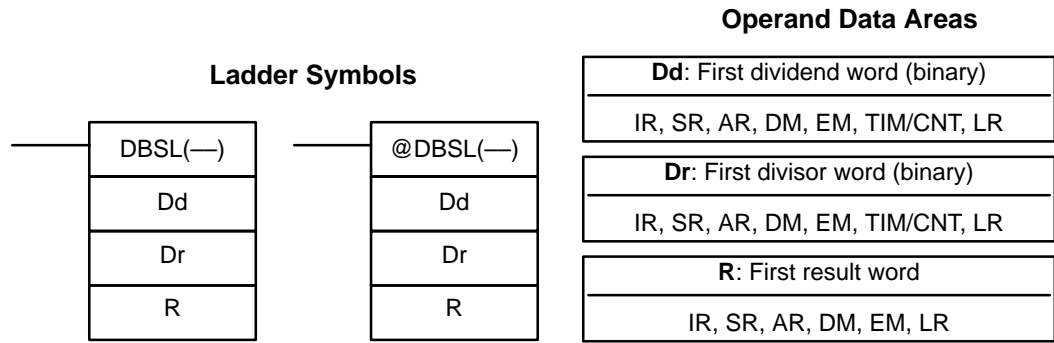 Ladder Symbols
DBSL(—)
Dd
Dr
R
@DBSL(—)
Dd
Dr
R
Operand Data Areas
Dd: First dividend word (binary)
IR, SR, AR, DM, EM, TIM/CNT, LR
Dr: First divisor word (binary)
IR, SR, AR, DM, EM, TIM/CNT, LR
R: First result word
IR, SR, AR, DM, EM, LR